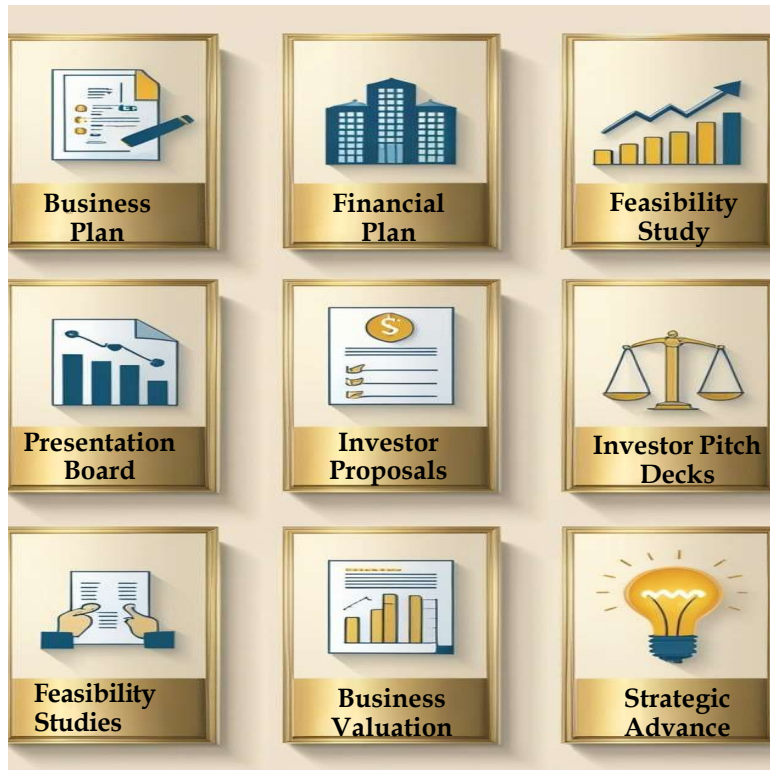 Business
Plan
Financial
Plan
Feasibility
Study
Presentation
Board
Investor
Proposals
Investor Pitch
Decks
Feasibility
Studies
Business
Valuation
Strategic
Advance